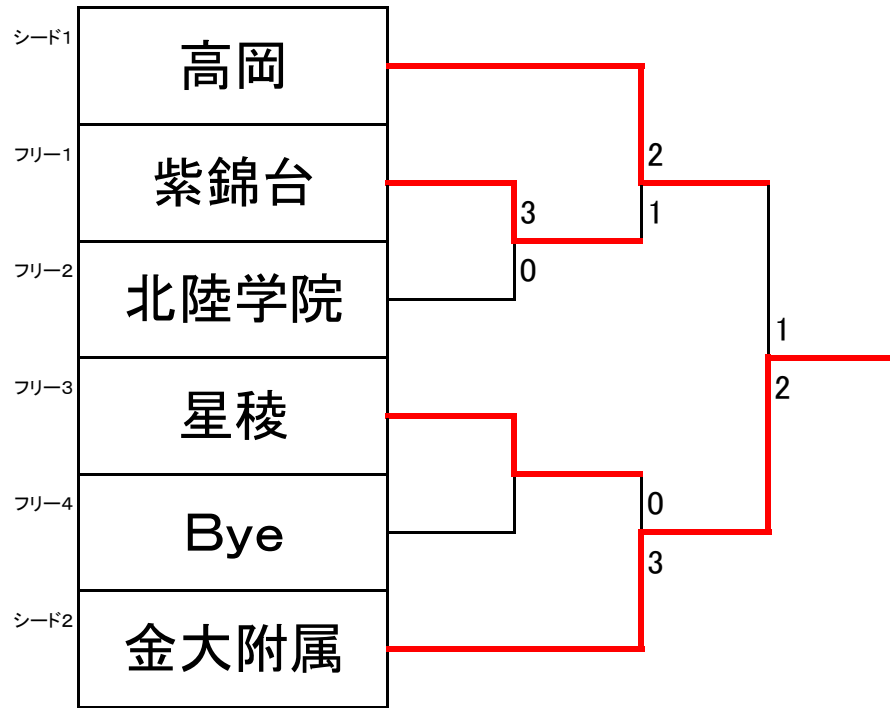 シード1
高岡
フリー1
紫錦台
フリー2
北陸学院
フリー3
星稜
フリー4
Bye
シード2
金大附属
3
0
2
1
0
3
1
2